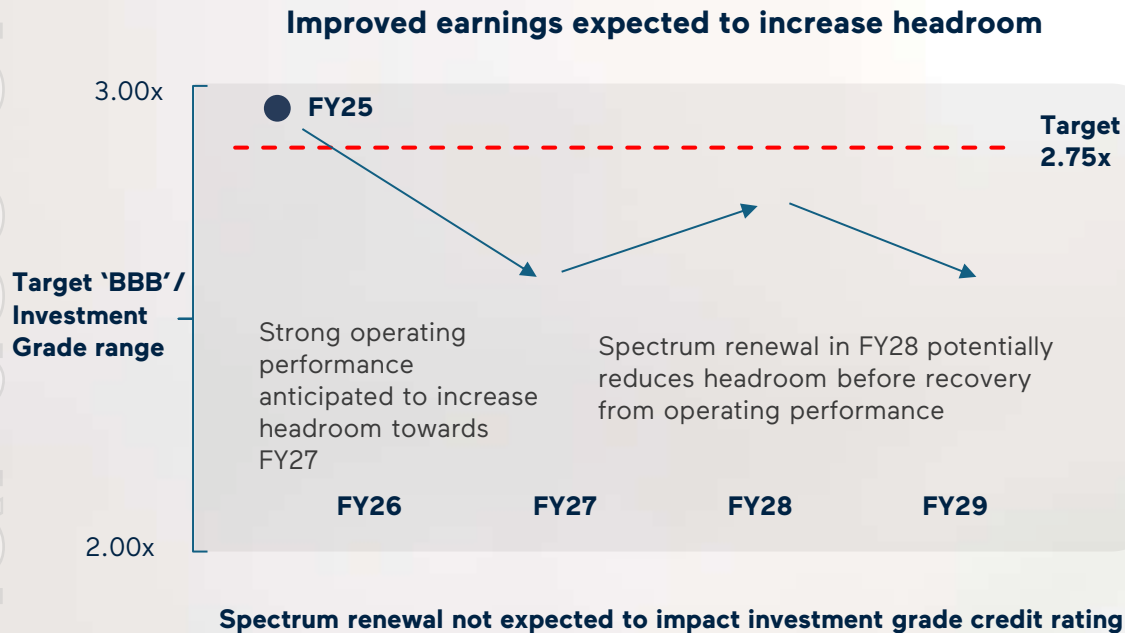 Improved earnings expected to increase headroom
3.00x
FY25
Target
2.75x
Target ‘BBB’/
Investment
Grade range
Strong operating
performance
anticipated to increase
headroom towards
FY27
Spectrum renewal in FY28 potentially
reduces headroom before recovery
from operating performance
FY26
FY27
FY28
FY29
2.00x
Spectrum renewal not expected to impact investment grade credit rating